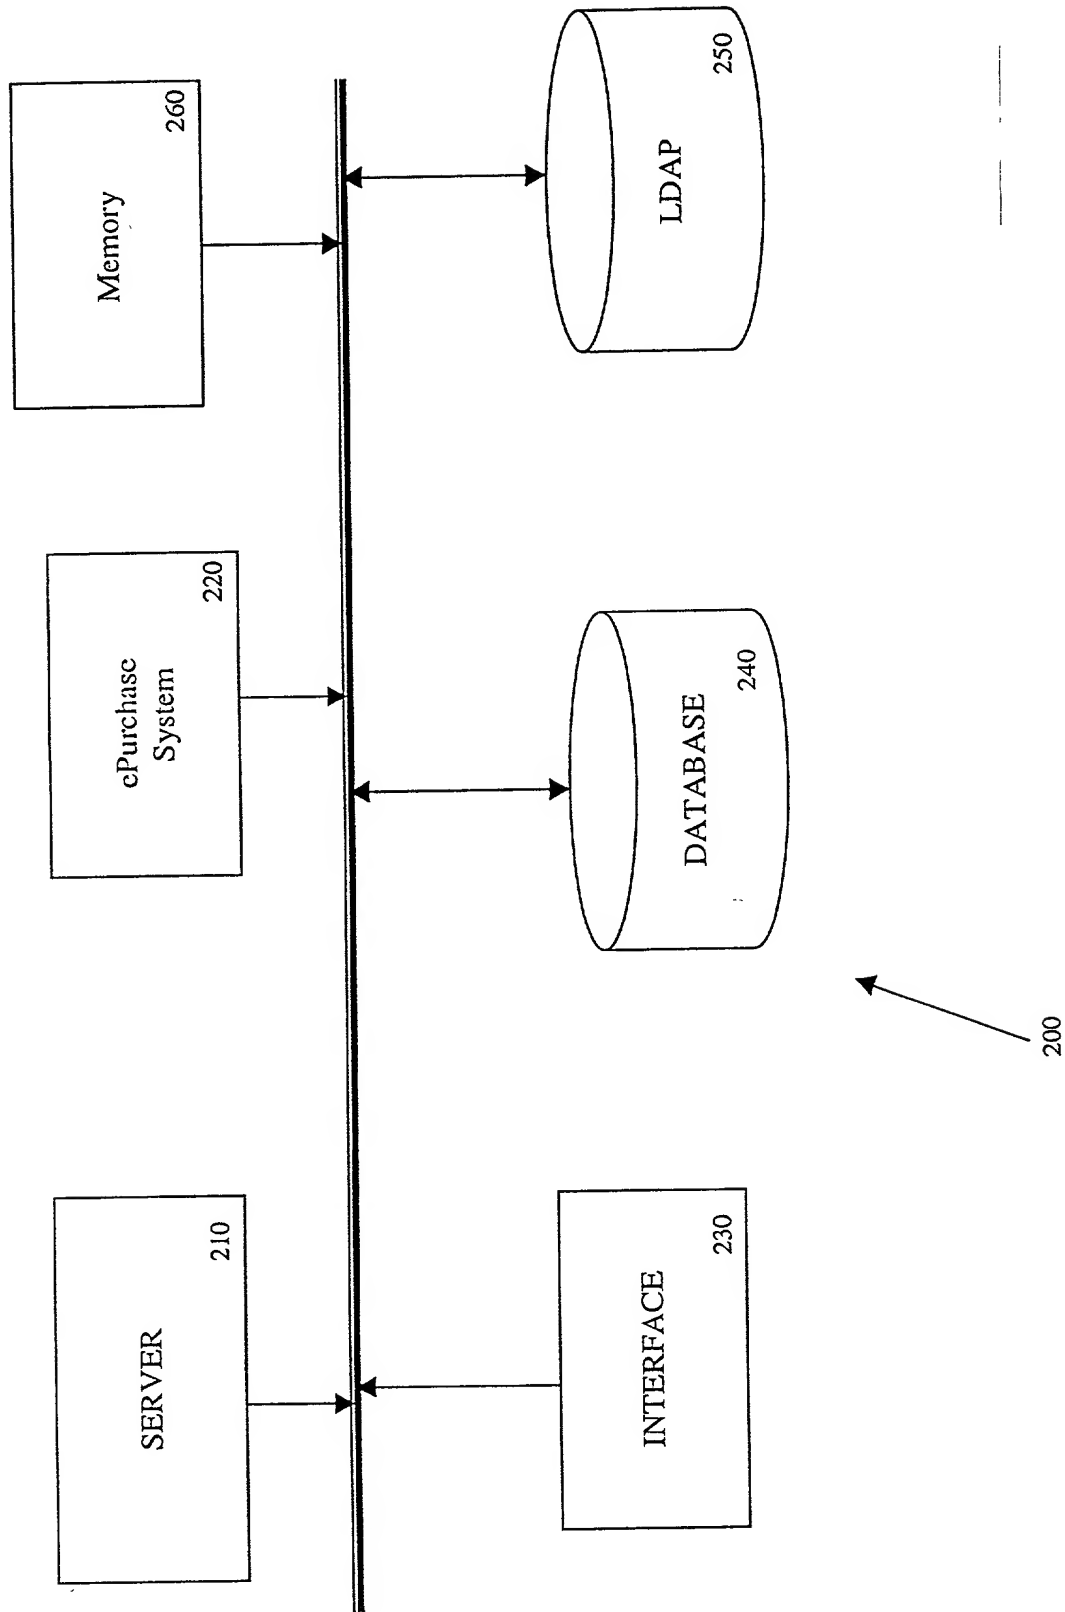 SERVER
210
ePurchase
System
220
Memory
260
INTERFACE
230
DATABASE
240
LDAP
250
200